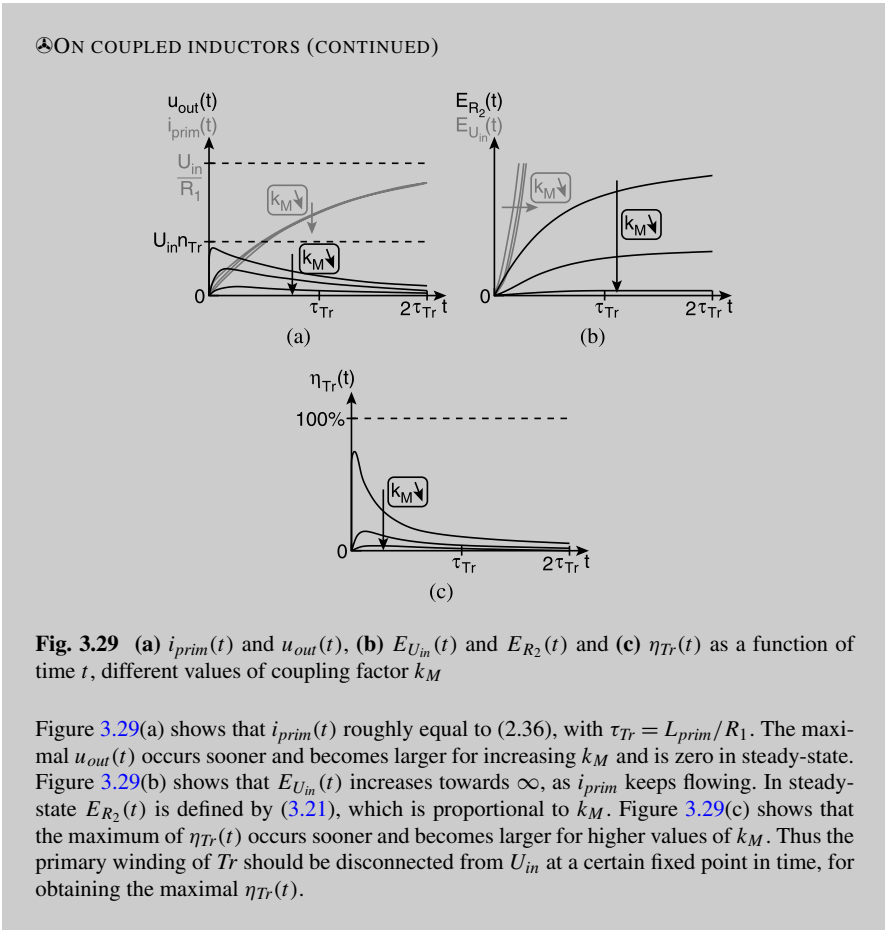 ✇ON COUPLED INDUCTORS (CONTINUED)
u_out(t)
i_prim(t)
U_in
R_1
k_M↘
U_in n_Tr
k_M↘
0
τ_Tr
2τ_Tr t
(a)
E_R_2(t)
E_U_in(t)
k_M↘
k_M↘
0
τ_Tr
2τ_Tr t
(b)
η_Tr(t)
100%
k_M↘
0
τ_Tr
2τ_Tr t
(c)
Fig. 3.29 (a) i_prim(t) and u_out(t), (b) E_U_in(t) and E_R_2(t) and (c) η_Tr(t) as a function of
time t, different values of coupling factor k_M
Figure 3.29(a) shows that i_prim(t) roughly equal to (2.36), with τ_Tr = L_prim/R_1. The maxi-
mal u_out(t) occurs sooner and becomes larger for increasing k_M and is zero in steady-state.
Figure 3.29(b) shows that E_U_in(t) increases towards ∞, as i_prim keeps flowing. In steady-
state E_R_2(t) is defined by (3.21), which is proportional to k_M. Figure 3.29(c) shows that
the maximum of η_Tr(t) occurs sooner and becomes larger for higher values of k_M. Thus the
primary winding of Tr should be disconnected from U_in at a certain fixed point in time, for
obtaining the maximal η_Tr(t).